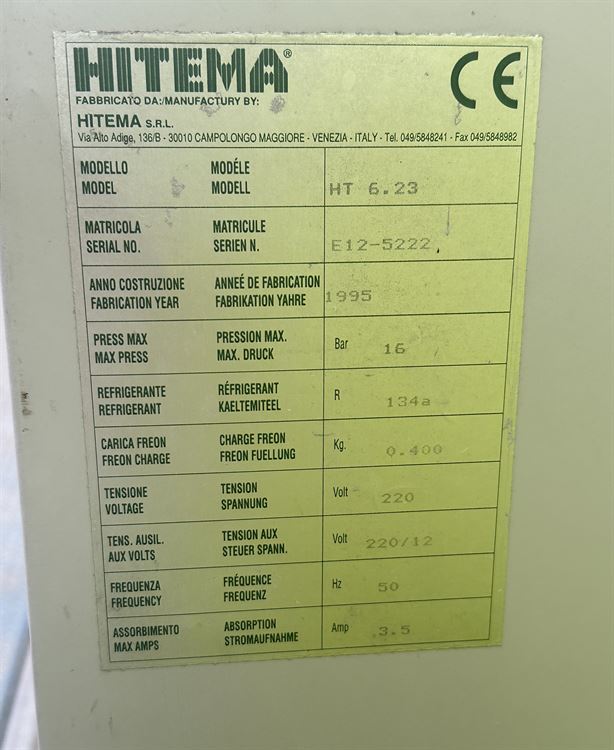 HITEMA®
CE
FABBRICATO DA:/MANUFACTURY BY:
HITEMA S.R.L.
Via Alto Adige, 136/B - 30010 CAMPOLONGO MAGGIORE - VENEZIA - ITALY - Tel. 049/5848241 - Fax 049/5848982
MODELLO MODÉLE
MODEL MODELL HT 6.23
MATRICOLA MATRICULE
SERIAL NO. SERIEN N. E12-5222
ANNO COSTRUZIONE ANNEÉ DE FABRICATION
FABRICATION YEAR FABRIKATION YAHRE 1995
PRESS MAX PRESSION MAX. Bar 16
MAX PRESS MAX. DRUCK
REFRIGERANTE RÉFRIGERANT R 134a
REFRIGERANT KAELTEMITEEL
CARICA FREON CHARGE FREON Kg. 0.400
FREON CHARGE FREON FUELLUNG
TENSIONE TENSION Volt 220
VOLTAGE SPANNUNG
TENS. AUSIL. TENSION AUX Volt 220/12
AUX VOLTS STEUER SPANN.
FREQUENZA FRÉQUENCE Hz 50
FREQUENCY FREQUENZ
ASSORBIMENTO ABSORPTION Amp 3.5
MAX AMPS STROMAUFNAHME